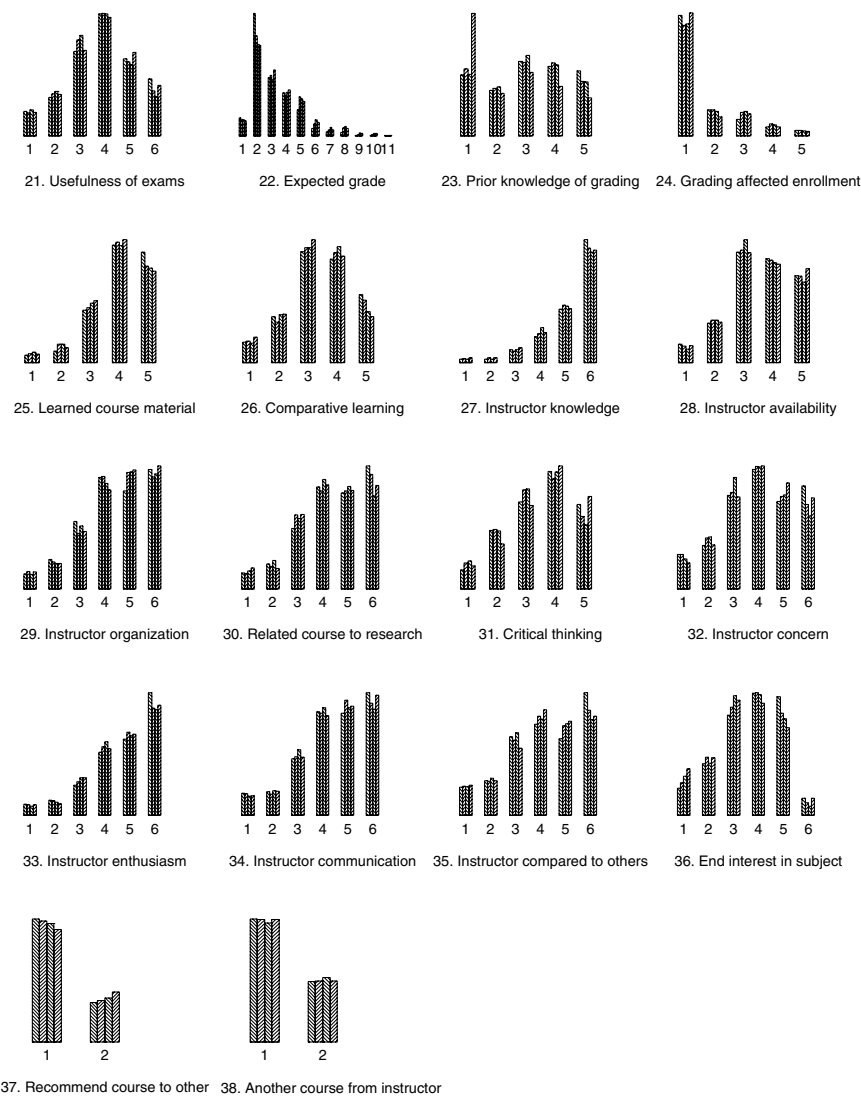 1 2 3 4 5 6
21. Usefulness of exams
1 2 3 4 5 6 7 8 9 10 11
22. Expected grade
1 2 3 4 5
23. Prior knowledge of grading
1 2 3 4 5
24. Grading affected enrollment
1 2 3 4 5
25. Learned course material
1 2 3 4 5
26. Comparative learning
1 2 3 4 5 6
27. Instructor knowledge
1 2 3 4 5
28. Instructor availability
1 2 3 4 5 6
29. Instructor organization
1 2 3 4 5 6
30. Related course to research
1 2 3 4 5
31. Critical thinking
1 2 3 4 5 6
32. Instructor concern
1 2 3 4 5 6
33. Instructor enthusiasm
1 2 3 4 5 6
34. Instructor communication
1 2 3 4 5 6
35. Instructor compared to others
1 2 3 4 5 6
36. End interest in subject
1 2
37. Recommend course to other
1 2
38. Another course from instructor